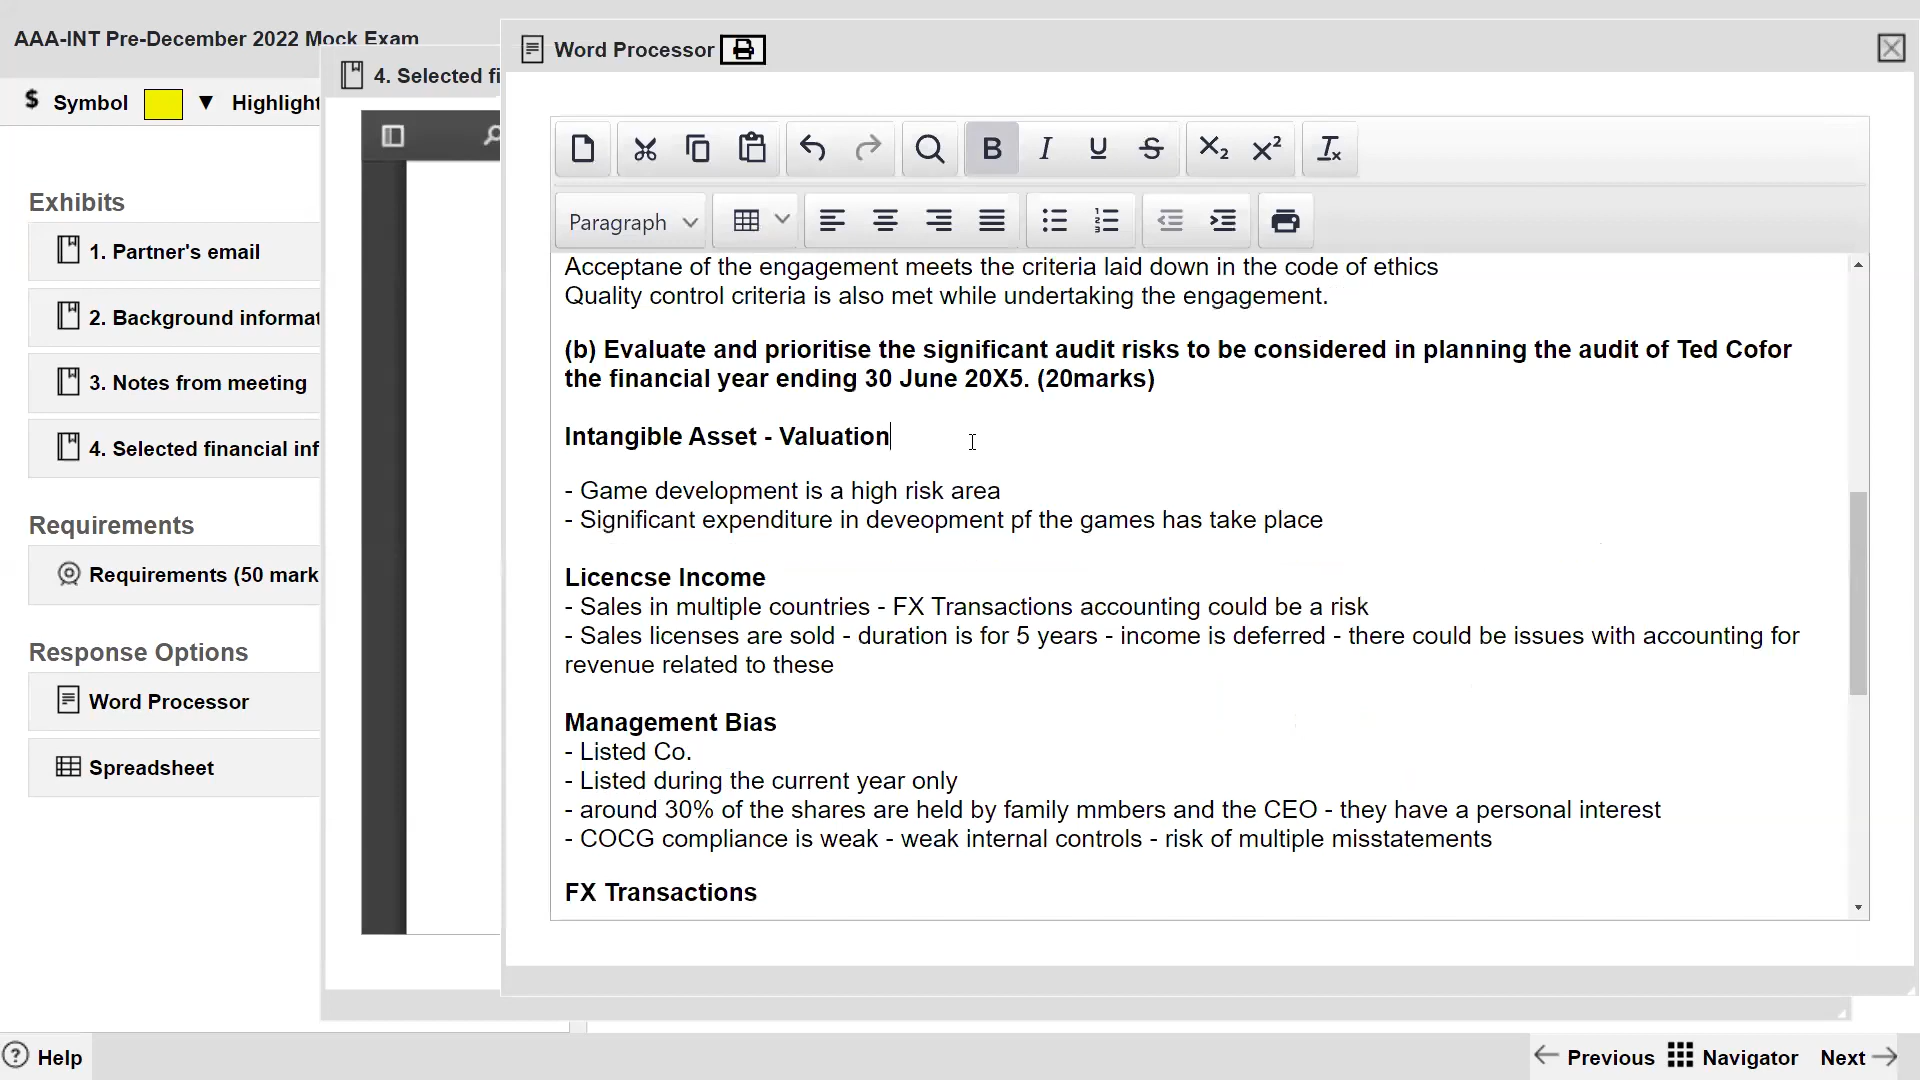 AAA-INT Pre-December 2022 Mock Exam
$ Symbol ▼ Highlight
Exhibits
1. Partner's email
2. Background informat
3. Notes from meeting
4. Selected financial inf
Requirements
Requirements (50 mark
Response Options
Word Processor
Spreadsheet
4. Selected fi
Word Processor
B I U S X₂ X² Tx
Paragraph
Acceptane of the engagement meets the criteria laid down in the code of ethics
Quality control criteria is also met while undertaking the engagement.
(b) Evaluate and prioritise the significant audit risks to be considered in planning the audit of Ted Cofor
the financial year ending 30 June 20X5. (20marks)
Intangible Asset - Valuation
- Game development is a high risk area
- Significant expenditure in deveopment pf the games has take place
Licencse Income
- Sales in multiple countries - FX Transactions accounting could be a risk
- Sales licenses are sold - duration is for 5 years - income is deferred - there could be issues with accounting for
revenue related to these
Management Bias
- Listed Co.
- Listed during the current year only
- around 30% of the shares are held by family mmbers and the CEO - they have a personal interest
- COCG compliance is weak - weak internal controls - risk of multiple misstatements
FX Transactions
Help
Previous Navigator Next